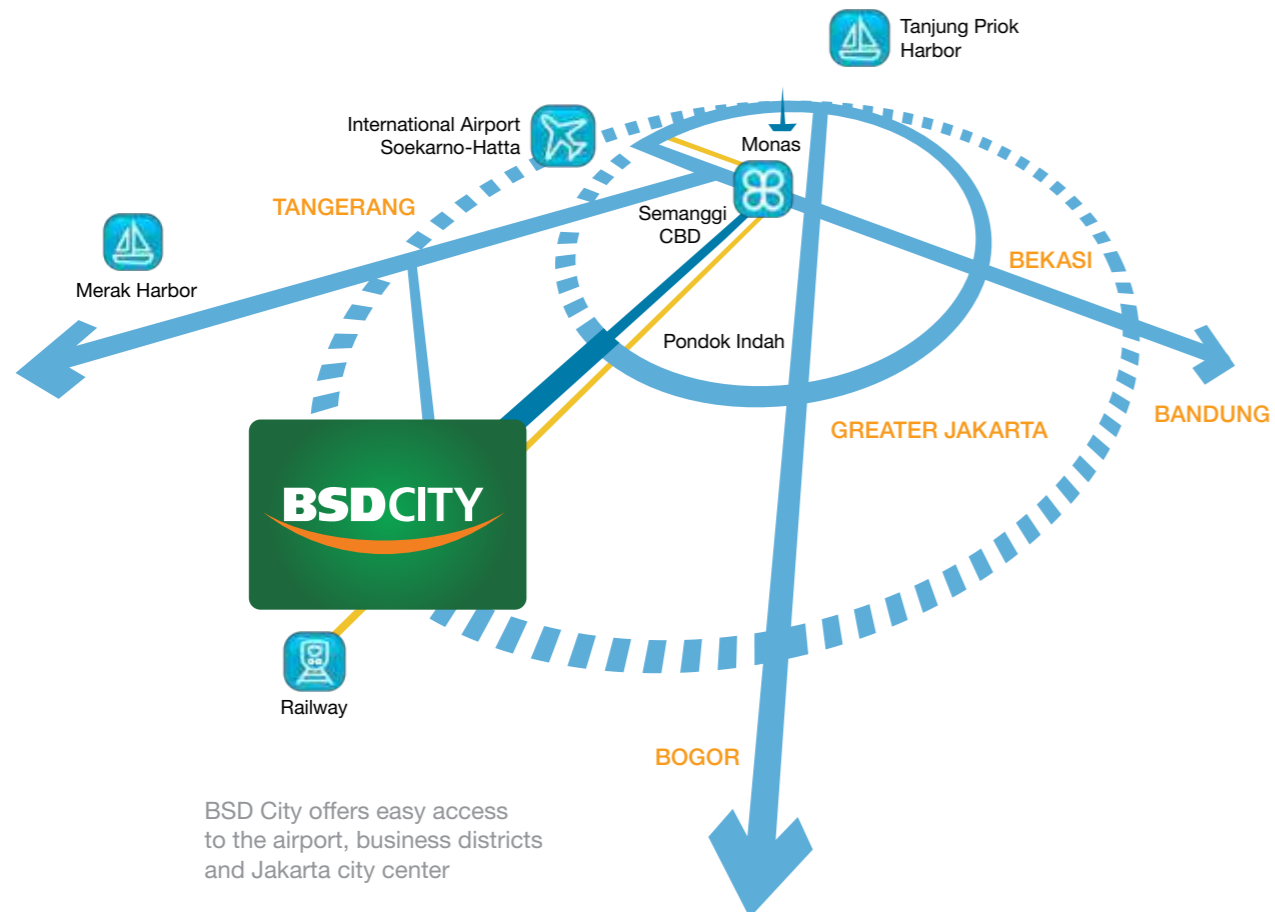 Tanjung Priok
Harbor
International Airport
Soekarno-Hatta
Monas
TANGERANG
Semanggi
CBD
BEKASI
Merak Harbor
Pondok Indah
BANDUNG
GREATER JAKARTA
BSDCITY
Railway
BOGOR
BSD City offers easy access
to the airport, business districts
and Jakarta city center